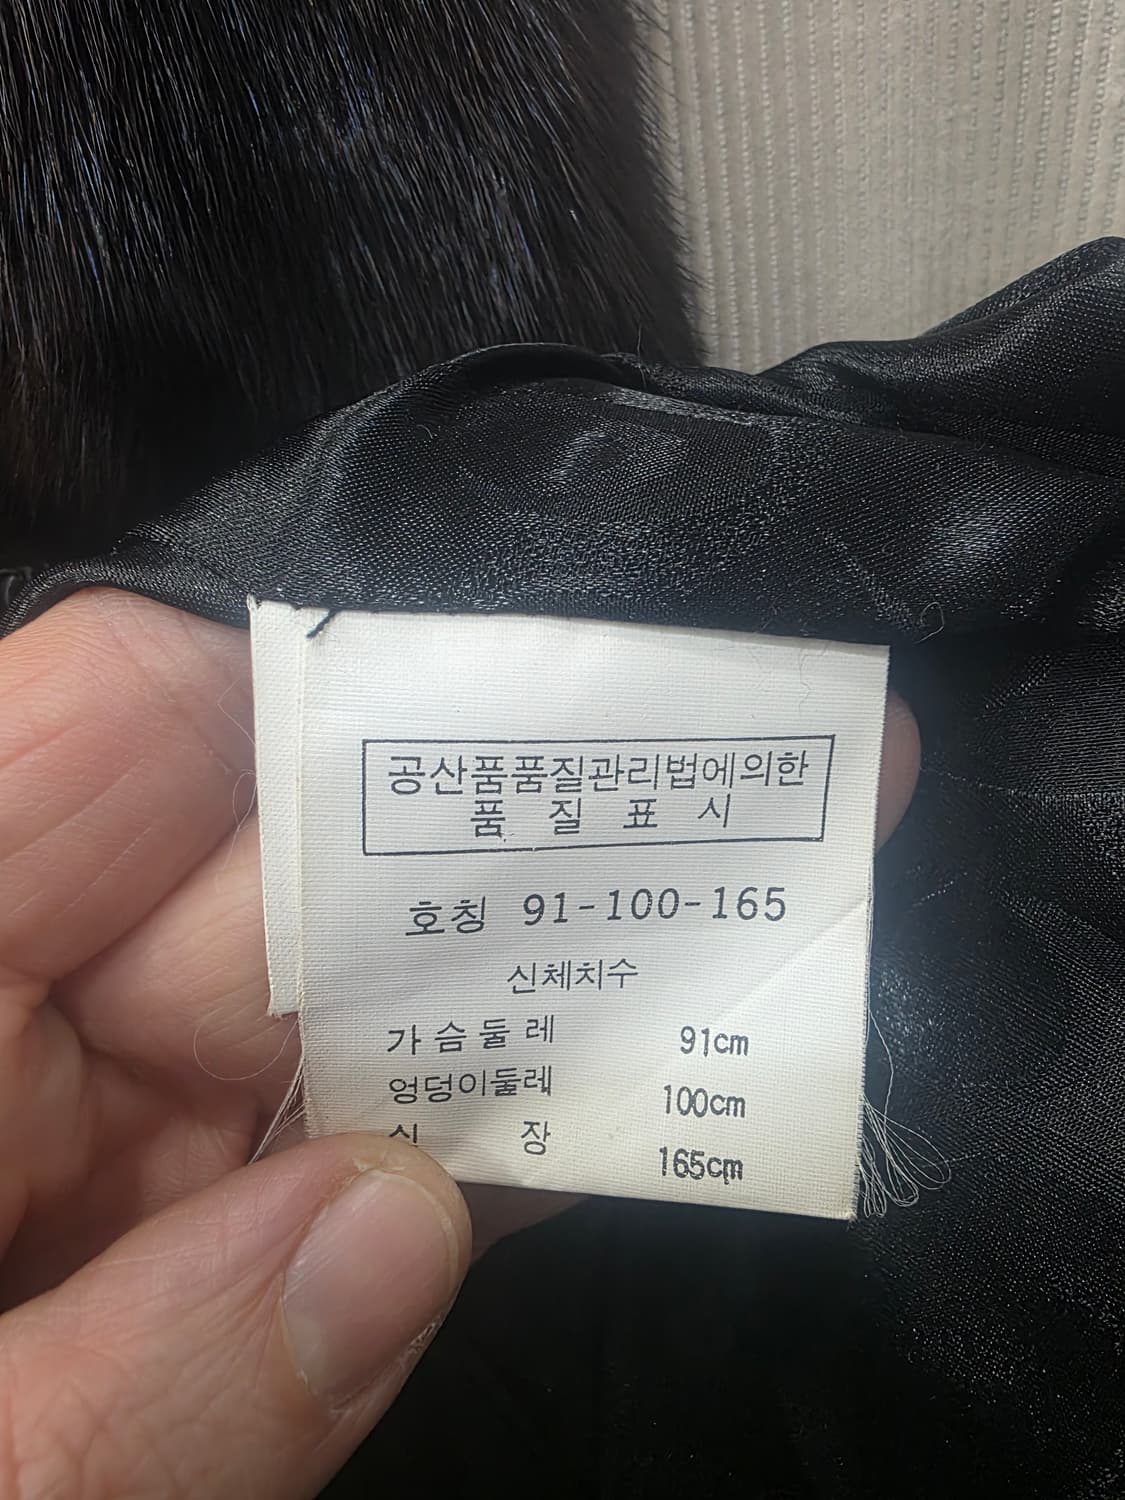 공산품품질관리법에의한
품 질 표 시
호칭 91-100-165
신체치수
가슴둘레 91cm
엉덩이둘레 100cm
장 165cm